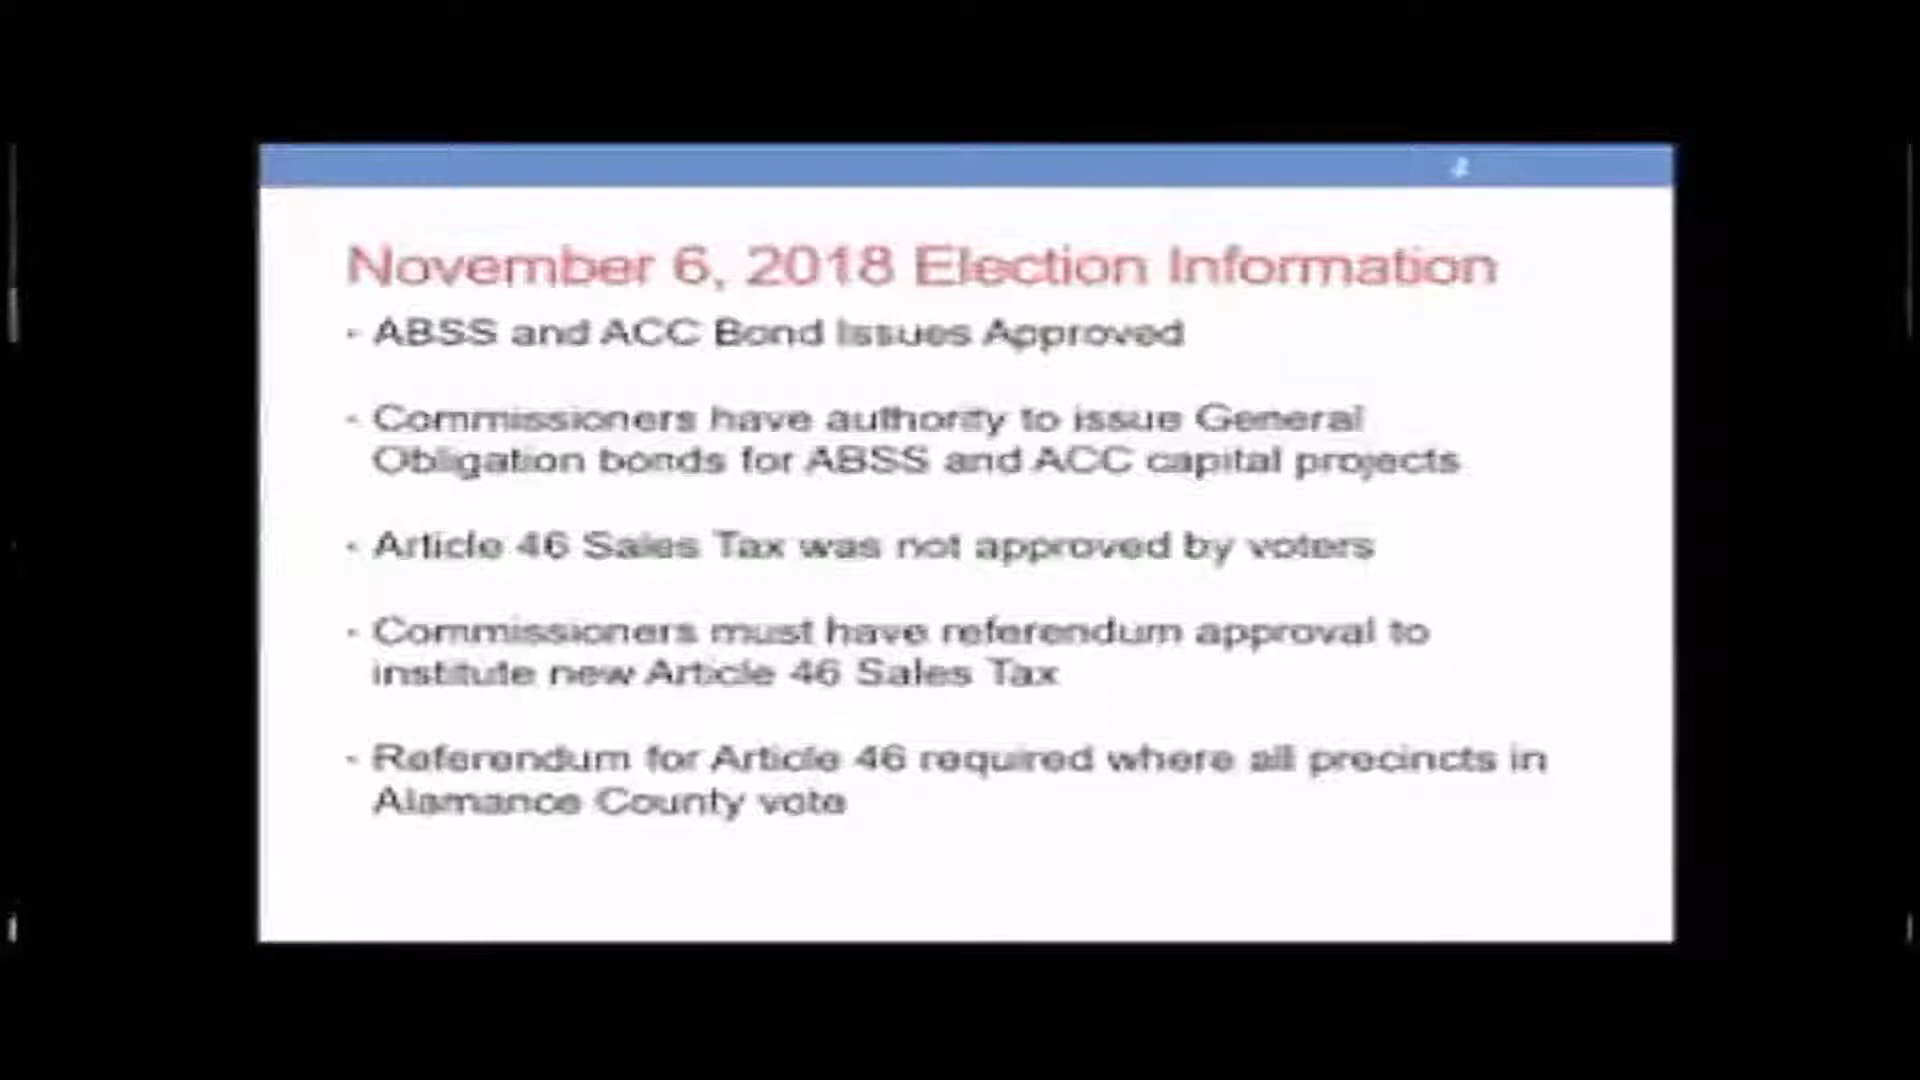 November 6, 2018 Election Information
· ABSS and ACC Bond Issues Approved
· Commissioners have authority to issue General
Obligation bonds for ABSS and ACC capital projects
· Article 46 Sales Tax was not approved by voters
· Commissioners must have referendum approval to
institute new Article 46 Sales Tax
· Referendum for Article 46 required where all precincts in
Alamance County vote